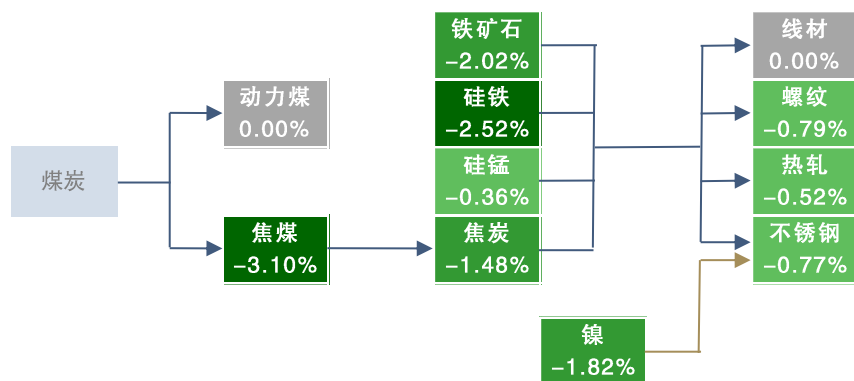 铁矿石
-2.02%
线材
0.00%
动力煤
0.00%
硅铁
-2.52%
螺纹
-0.79%
煤炭
硅锰
-0.36%
热轧
-0.52%
焦煤
-3.10%
焦炭
-1.48%
不锈钢
-0.77%
镍
-1.82%